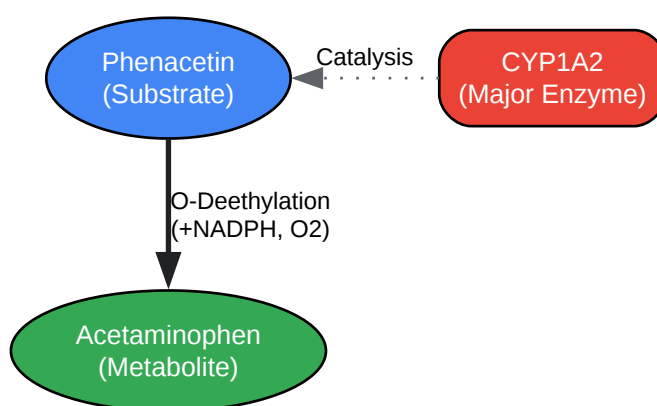 Phenacetin
(Substrate)
Catalysis
CYP1A2
(Major Enzyme)
O-Deethylation
(+NADPH, O2)
Acetaminophen
(Metabolite)